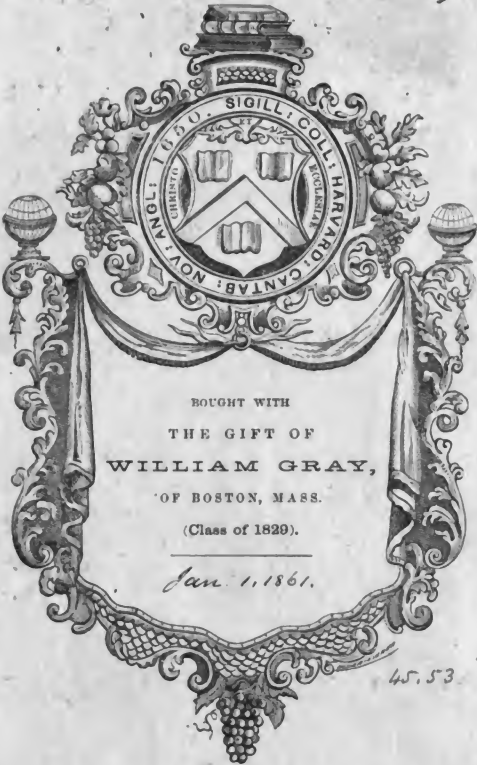 SIGILL: COLL: HARVARD: CANTAB: NOV: ANGL: 1650.
CHRISTO
ET
ECCLESIAE
BOUGHT WITH
THE GIFT OF
WILLIAM GRAY,
OF BOSTON, MASS.
(Class of 1829).
Jan. 1, 1861.
45.53